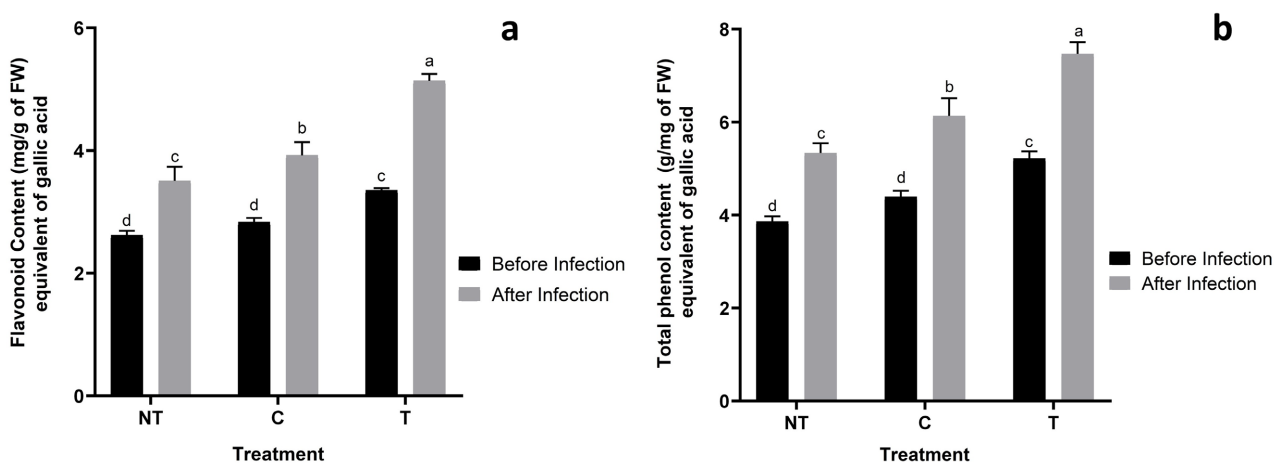 a
6
4
2
0
Flavonoid Content (mg/g of FW)
equivalent of gallic acid
d
c
d
b
c
a
NT
C
T
Treatment
Before Infection
After Infection
b
8
6
4
2
0
Total phenol content (g/mg of FW)
equivalent of gallic acid
d
c
d
b
c
a
NT
C
T
Treatment
Before Infection
After Infection